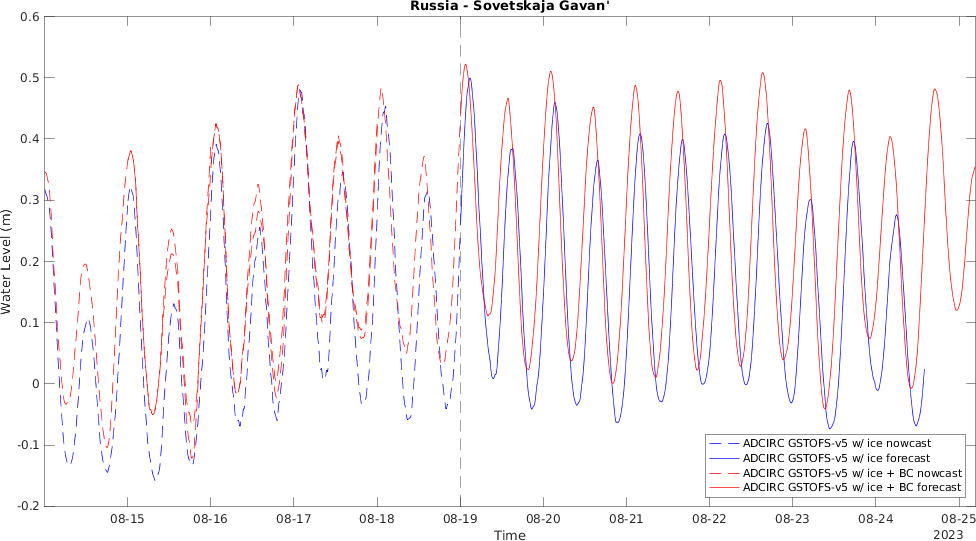 Russia - Sovetskaja Gavan'
0.6
0.5
0.4
0.3
0.2
0.1
0
-0.1
-0.2
Water Level (m)
ADCIRC GSTOFS-v5 w/ ice nowcast
ADCIRC GSTOFS-v5 w/ ice forecast
ADCIRC GSTOFS-v5 w/ ice + BC nowcast
ADCIRC GSTOFS-v5 w/ ice + BC forecast
08-15 08-16 08-17 08-18 08-19 08-20 08-21 08-22 08-23 08-24 08-25
Time
2023